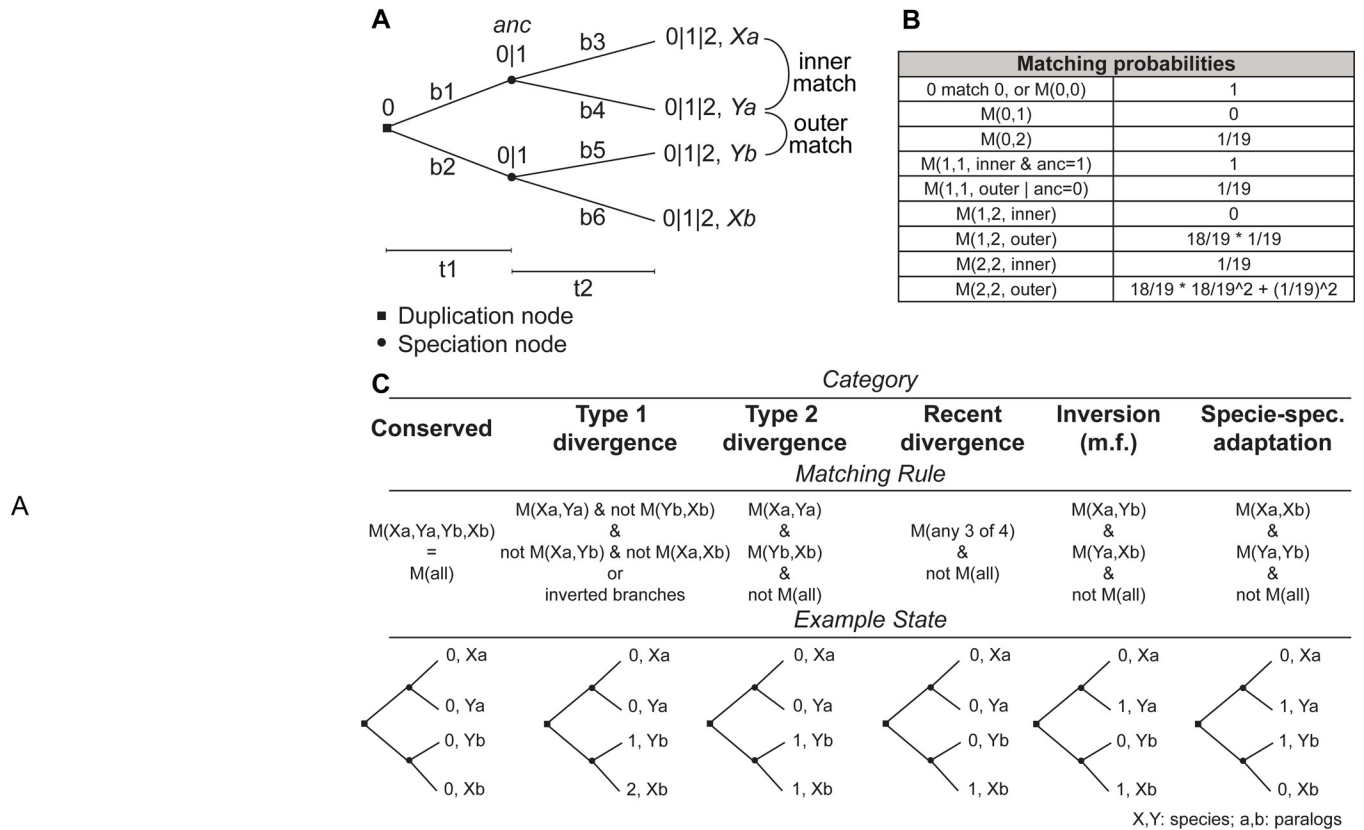 A
B
anc
0|1
b3
0|1|2, Xa
inner
match
0
b1
b4
0|1|2, Ya
outer
match
b2
0|1
b5
0|1|2, Yb
b6
0|1|2, Xb
t1
t2
Duplication node
Speciation node
Matching probabilities
0 match 0, or M(0,0) 1
M(0,1) 0
M(0,2) 1/19
M(1,1, inner & anc=1) 1
M(1,1, outer | anc=0) 1/19
M(1,2, inner) 0
M(1,2, outer) 18/19 * 1/19
M(2,2, inner) 1/19
M(2,2, outer) 18/19 * 18/19^2 + (1/19)^2
A
C
Category
Conserved
Type 1
divergence
Type 2
divergence
Recent
divergence
Inversion
(m.f.)
Specie-spec.
adaptation
Matching Rule
M(Xa,Ya,Yb,Xb)
=
M(all)
M(Xa,Ya) & not M(Yb,Xb)
&
not M(Xa,Yb) & not M(Xa,Xb)
or
inverted branches
M(Xa,Ya)
&
M(Yb,Xb)
&
not M(all)
M(any 3 of 4)
&
not M(all)
M(Xa,Yb)
&
M(Ya,Xb)
&
not M(all)
M(Xa,Xb)
&
M(Ya,Yb)
&
not M(all)
Example State
0, Xa
0, Ya
0, Yb
0, Xb
0, Xa
0, Ya
1, Yb
2, Xb
0, Xa
0, Ya
1, Yb
1, Xb
0, Xa
0, Ya
0, Yb
1, Xb
0, Xa
1, Ya
0, Yb
1, Xb
0, Xa
1, Ya
1, Yb
0, Xb
X,Y: species; a,b: paralogs